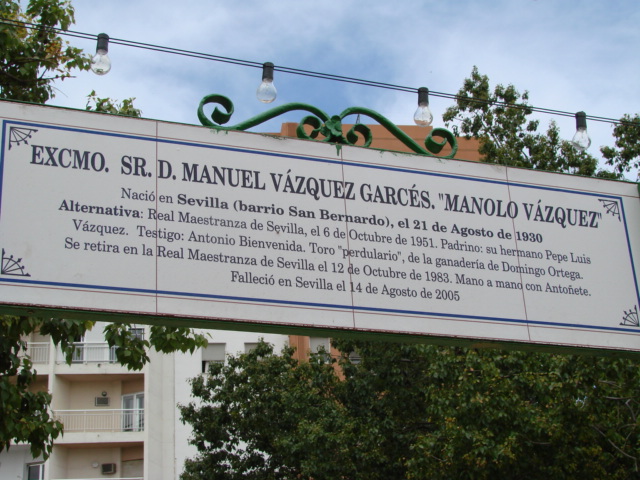 EXCMO. SR. D. MANUEL VÁZQUEZ GARCÉS. "MANOLO VÁZQUEZ"
Nació en Sevilla (barrio San Bernardo), el 21 de Agosto de 1930
Alternativa: Real Maestranza de Sevilla, el 6 de Octubre de 1951. Padrino: su hermano Pepe Luis
Vázquez. Testigo: Antonio Bienvenida. Toro "perdulario", de la ganadería de Domingo Ortega.
Se retira en la Real Maestranza de Sevilla el 12 de Octubre de 1983. Mano a mano con Antoñete.
Falleció en Sevilla el 14 de Agosto de 2005